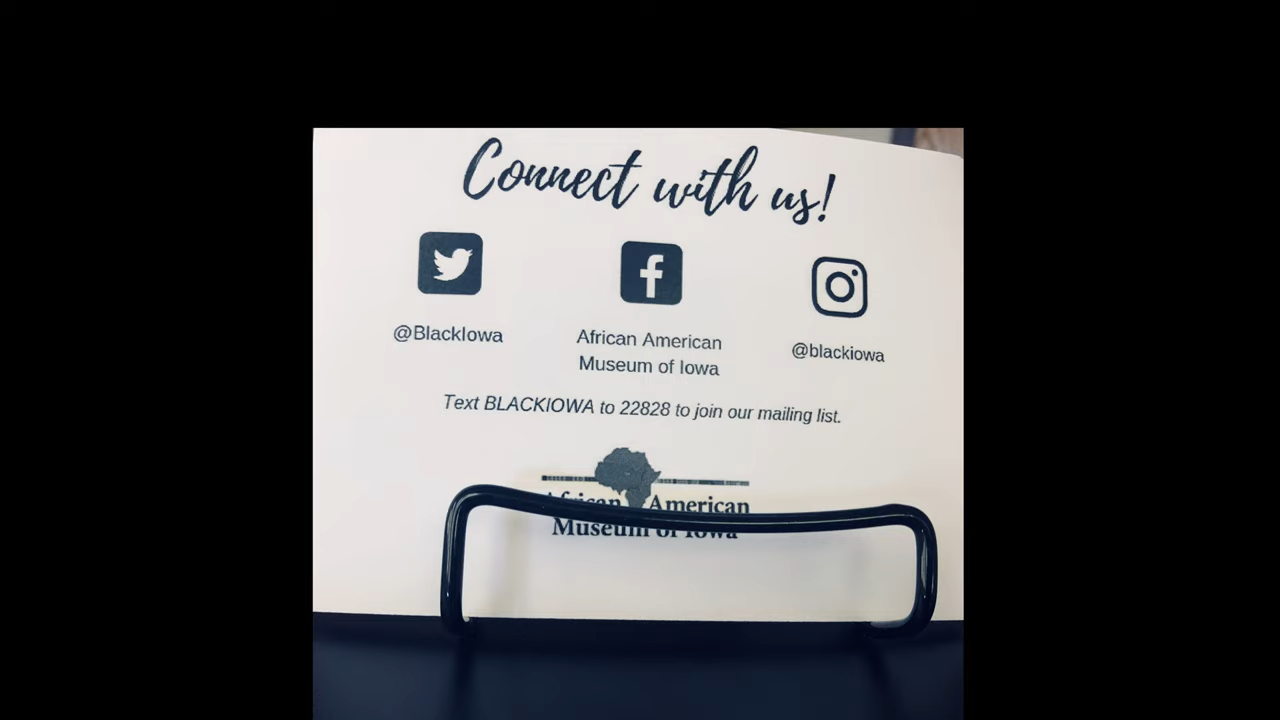 Connect with us!
@BlackIowa
African American
Museum of Iowa
@blackiowa
Text BLACKIOWA to 22828 to join our mailing list.
African American
Museum of Iowa